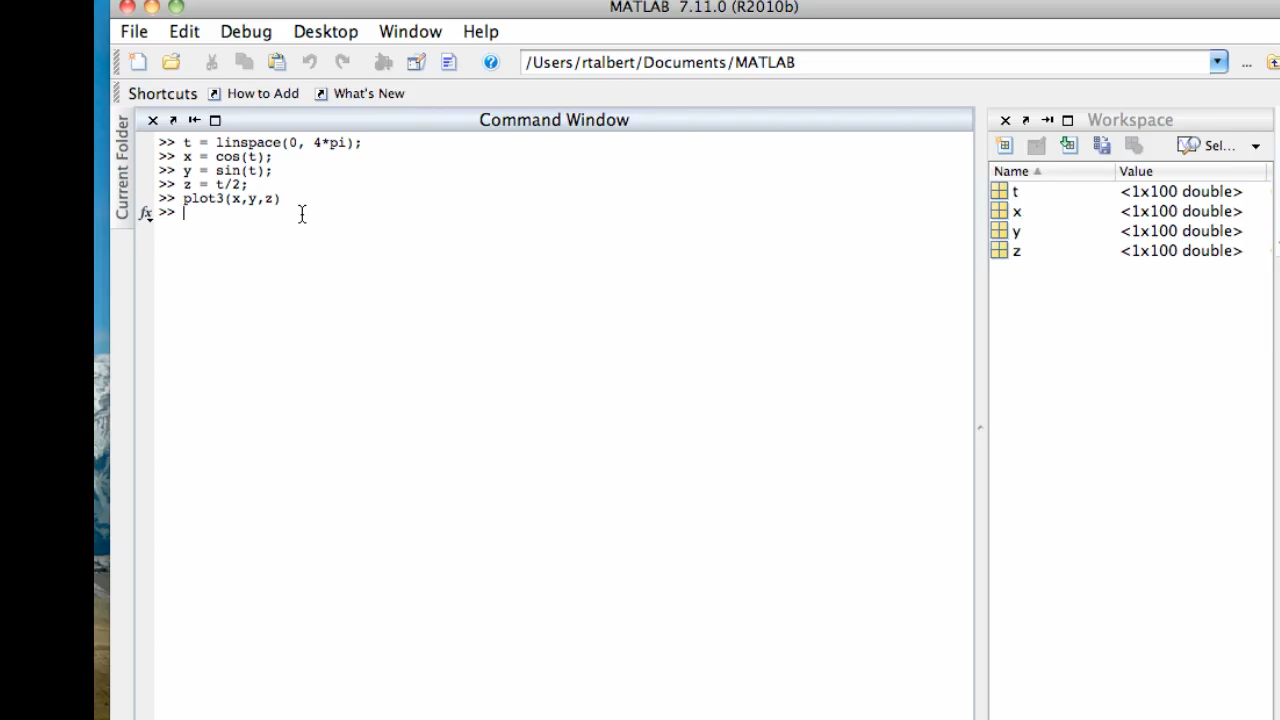 MATLAB 7.11.0 (R2010b)
File Edit Debug Desktop Window Help
/Users/rtalbert/Documents/MATLAB ...
Shortcuts How to Add What's New
Current Folder
Command Window
>> t = linspace(0, 4*pi);
>> x = cos(t);
>> y = sin(t);
>> z = t/2;
>> plot3(x,y,z)
fx >>
Workspace
Sel...
Name Value
t <1x100 double>
x <1x100 double>
y <1x100 double>
z <1x100 double>